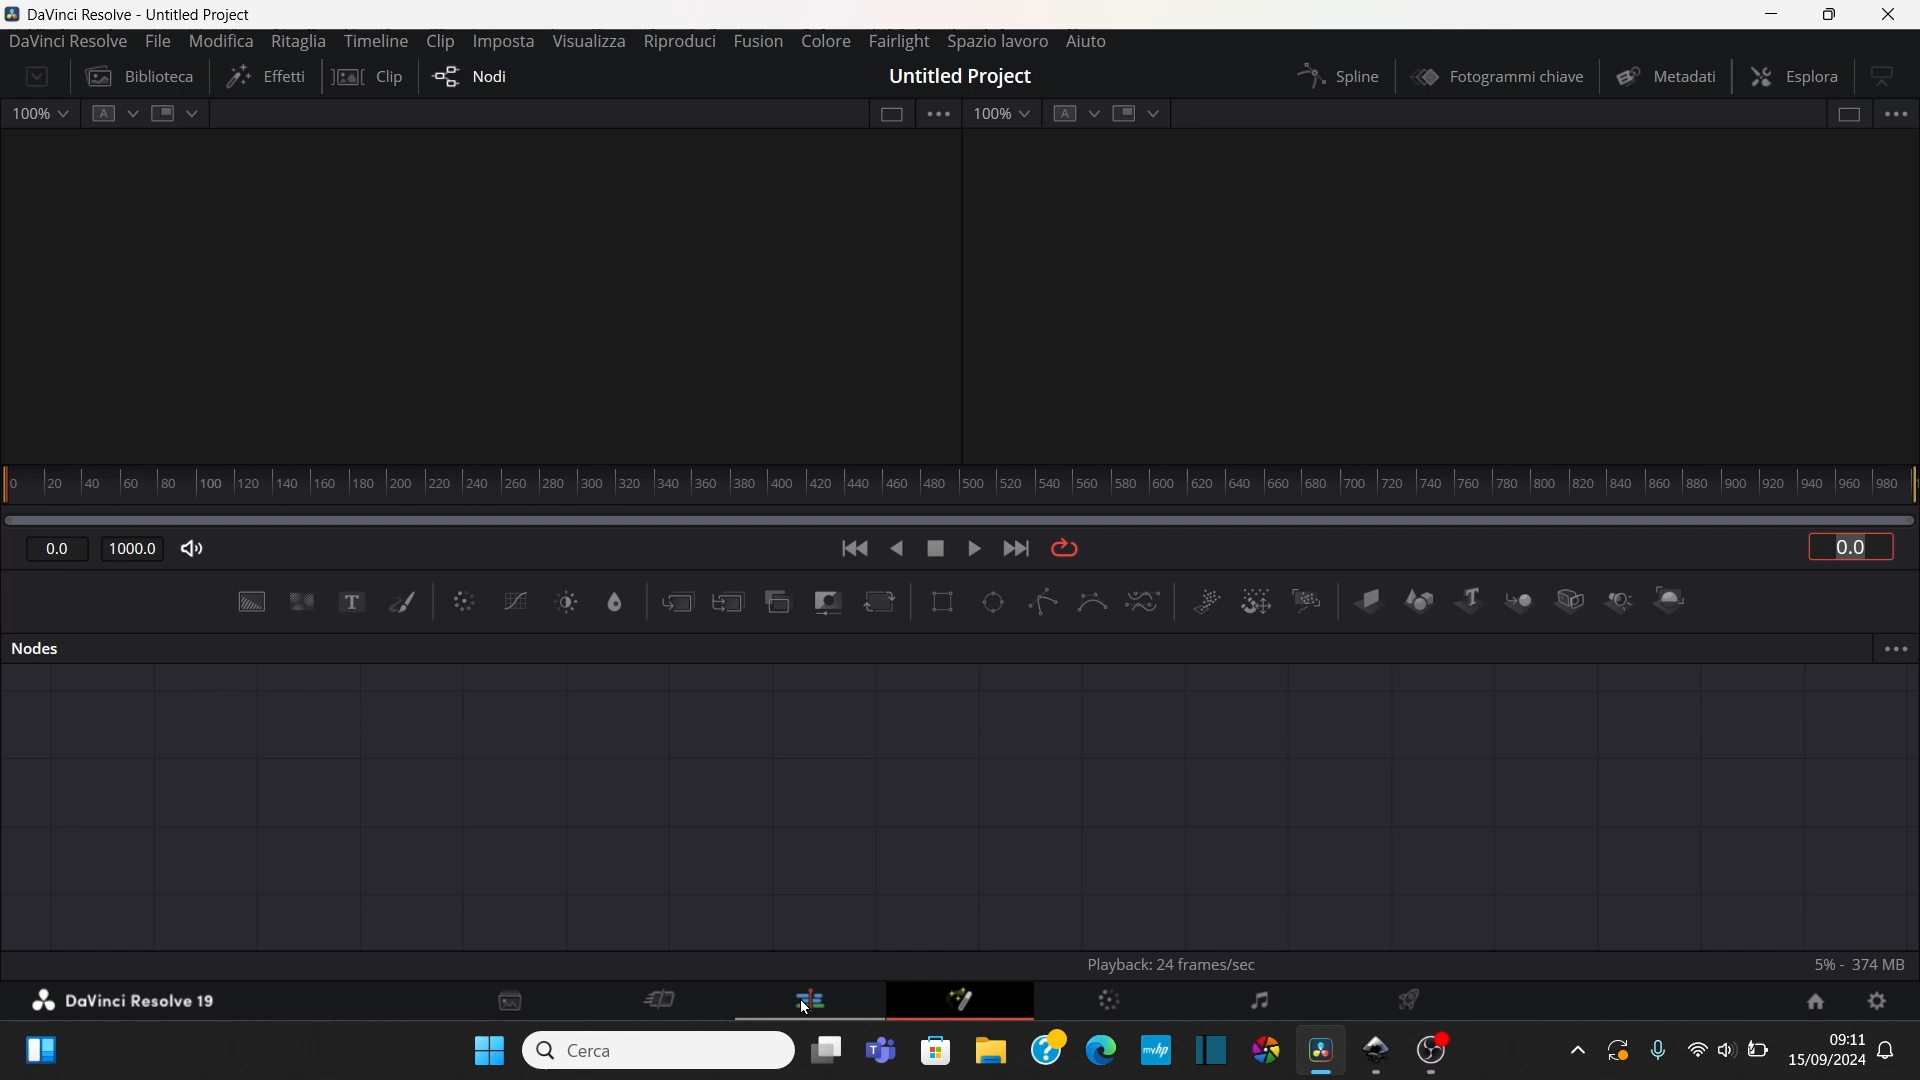 DaVinci Resolve - Untitled Project
DaVinci Resolve File Modifica Ritaglia Timeline Clip Imposta Visualizza Riproduci Fusion Colore Fairlight Spazio lavoro Aiuto
Biblioteca Effetti Clip Nodi Untitled Project Spline Fotogrammi chiave Metadati Esplora
100% A 100% A
0 20 40 60 80 100 120 140 160 180 200 220 240 260 280 300 320 340 360 380 400 420 440 460 480 500 520 540 560 580 600 620 640 660 680 700 720 740 760 780 800 820 840 860 880 900 920 940 960 980
0.0 1000.0 0.0
T T
Nodes
Playback: 24 frames/sec 5% - 374 MB
DaVinci Resolve 19
Cerca myhp 09:11
15/09/2024